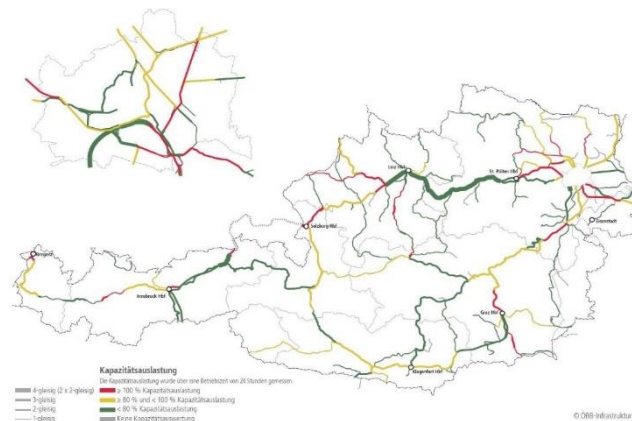 Linz Hbf
St. Pölten Hbf
Salzburg Hbf
Bregenz
Innsbruck Hbf
Graz Hbf
Klagenfurt Hbf
Kapazitätsauslastung
Die Kapazitätsauslastung wurde über eine Betriebszeit von 24 Stunden gemessen.
4-gleisig (2 x 2-gleisig)
≥ 100 % Kapazitätsauslastung
3-gleisig
≥ 80 % und < 100 % Kapazitätsauslastung
2-gleisig
< 80 % Kapazitätsauslastung
1-gleisig
Keine Kapazitätsauswertung
© ÖBB-Infrastruktur